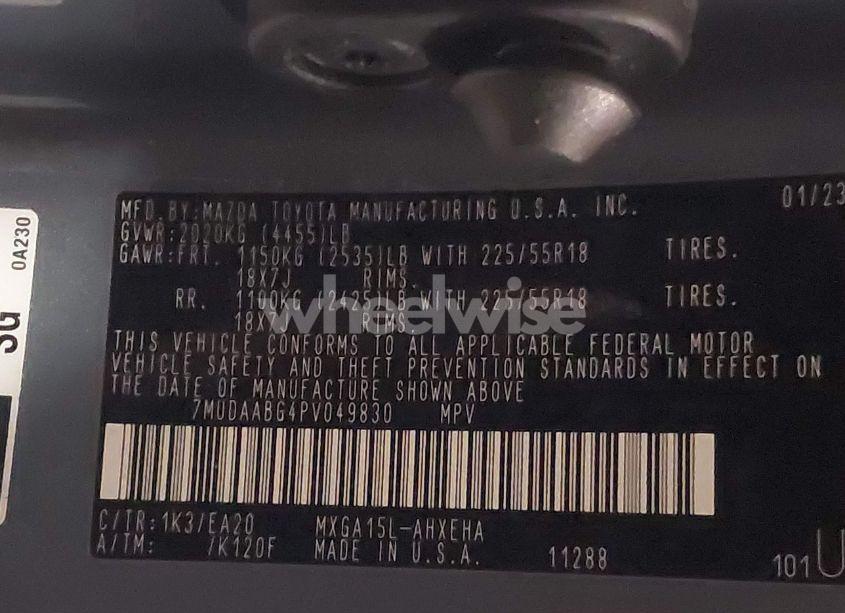 MFD. BY: MAZDA TOYOTA MANUFACTURING U.S.A. INC. 01/23
GVWR: 2020KG (4455)LB
GAWR: FRT. 1150KG (2535)LB WITH 225/55R18 TIRES.
18X7J RIMS.
RR. 1100KG (2425)LB WITH 225/55R18 TIRES.
18X7J RIMS.
wheelwise
THIS VEHICLE CONFORMS TO ALL APPLICABLE FEDERAL MOTOR
VEHICLE SAFETY AND THEFT PREVENTION STANDARDS IN EFFECT ON
THE DATE OF MANUFACTURE SHOWN ABOVE
7MUDAABG4PV049830 MPV
C/TR: 1K3/EA20 MXGA15L-AHXEHA
A/TM: 7K120F MADE IN U.S.A. 11288 101U
0A230
SG